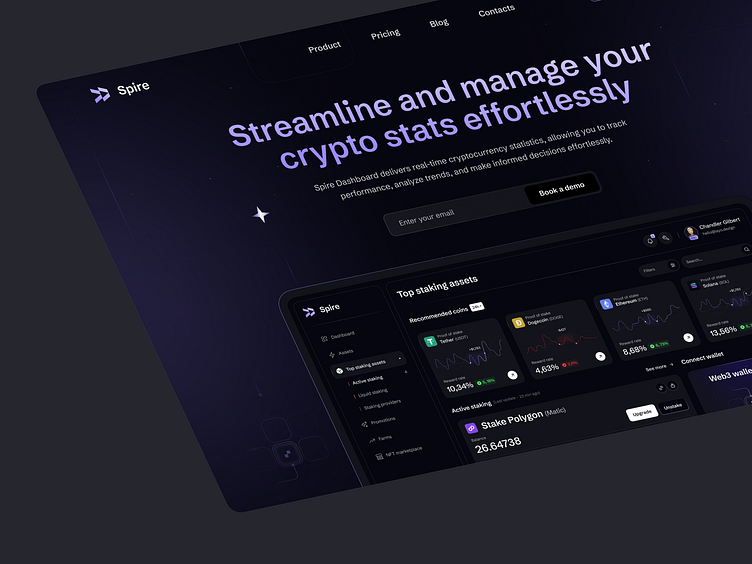 Product
Pricing
Blog
Contacts
Spire
Streamline and manage your
crypto stats effortlessly
Spire Dashboard delivers real-time cryptocurrency statistics, allowing you to track
performance, analyze trends, and make informed decisions effortlessly.
Enter your email
Book a demo
Chandler Gilbert
Spire
Top staking assets
Filters
Search...
Recommended coins
Dashboard
Assets
Top staking assets
Active staking
Liquid staking
Staking providers
Promotions
Farms
NFT marketplace
Proof of stake
Tether (USDT)
Reward rate
10,34%
Proof of stake
Dogecoin (DOGE)
Reward rate
4,63%
Proof of stake
Ethereum (ETH)
Reward rate
8,68%
Proof of stake
Solana (SOL)
Reward rate
13,56%
See more
Connect wallet
Active staking
Stake Polygon (Matic)
Upgrade
Unstake
Balance
26.64738